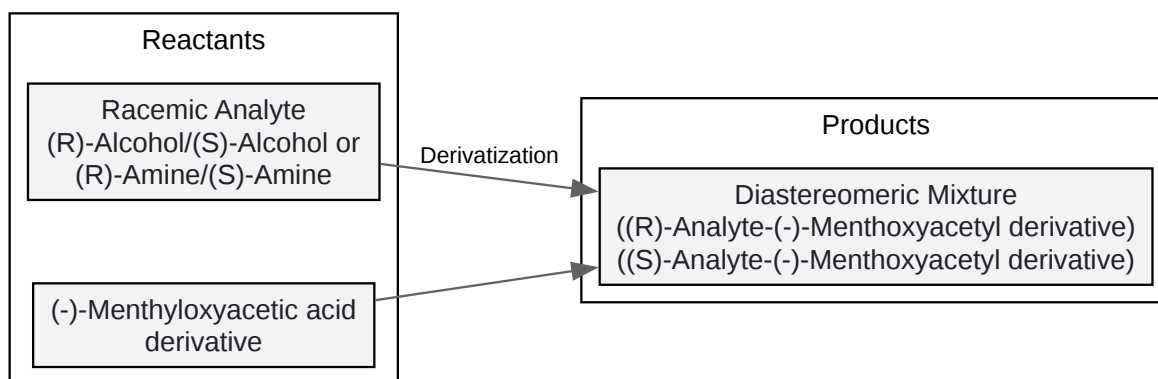 Reactants
Racemic Analyte
(R)-Alcohol/(S)-Alcohol or
(R)-Amine/(S)-Amine
(-)-Menthyloxyacetic acid
derivative
Derivatization
Products
Diastereomeric Mixture
((R)-Analyte-(-)-Menthoxyacetyl derivative)
((S)-Analyte-(-)-Menthoxyacetyl derivative)